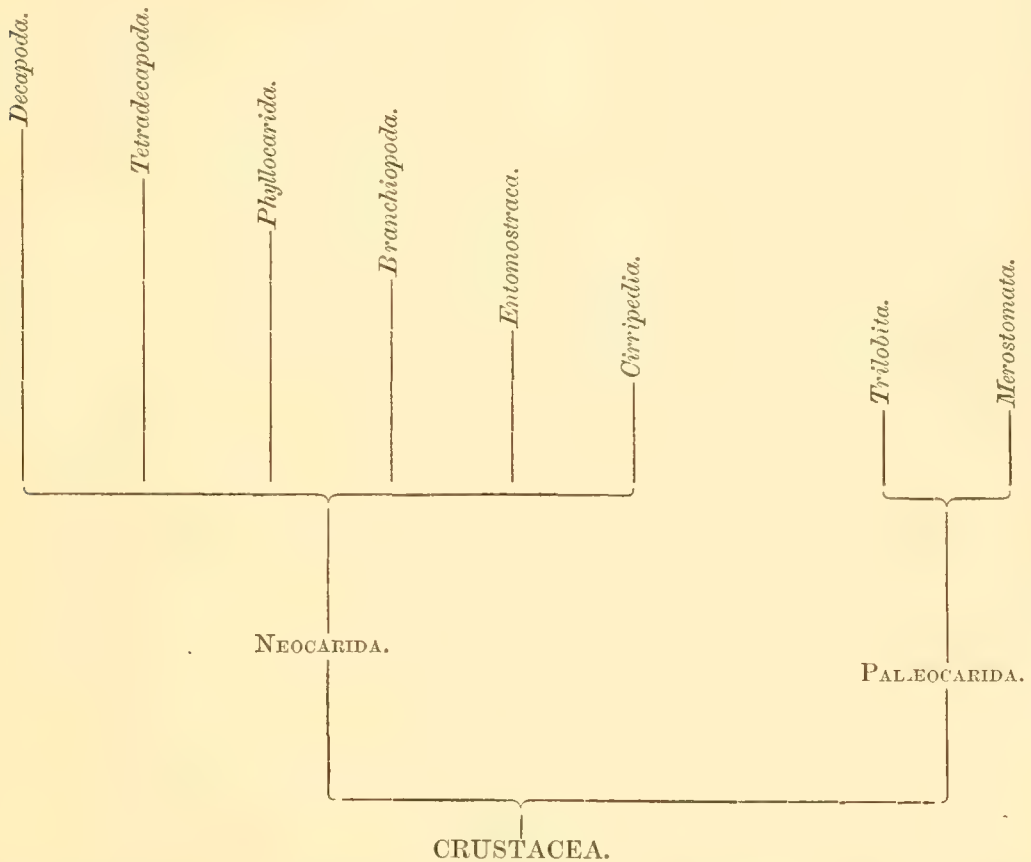 Decapoda.
Tetradecapoda.
Phyllocarida.
Branchiopoda.
Entomostraca.
Cirripedia.
Trilobita.
Merostomata.
NEOCARIDA.
PALÆOCARIDA.
CRUSTACEA.